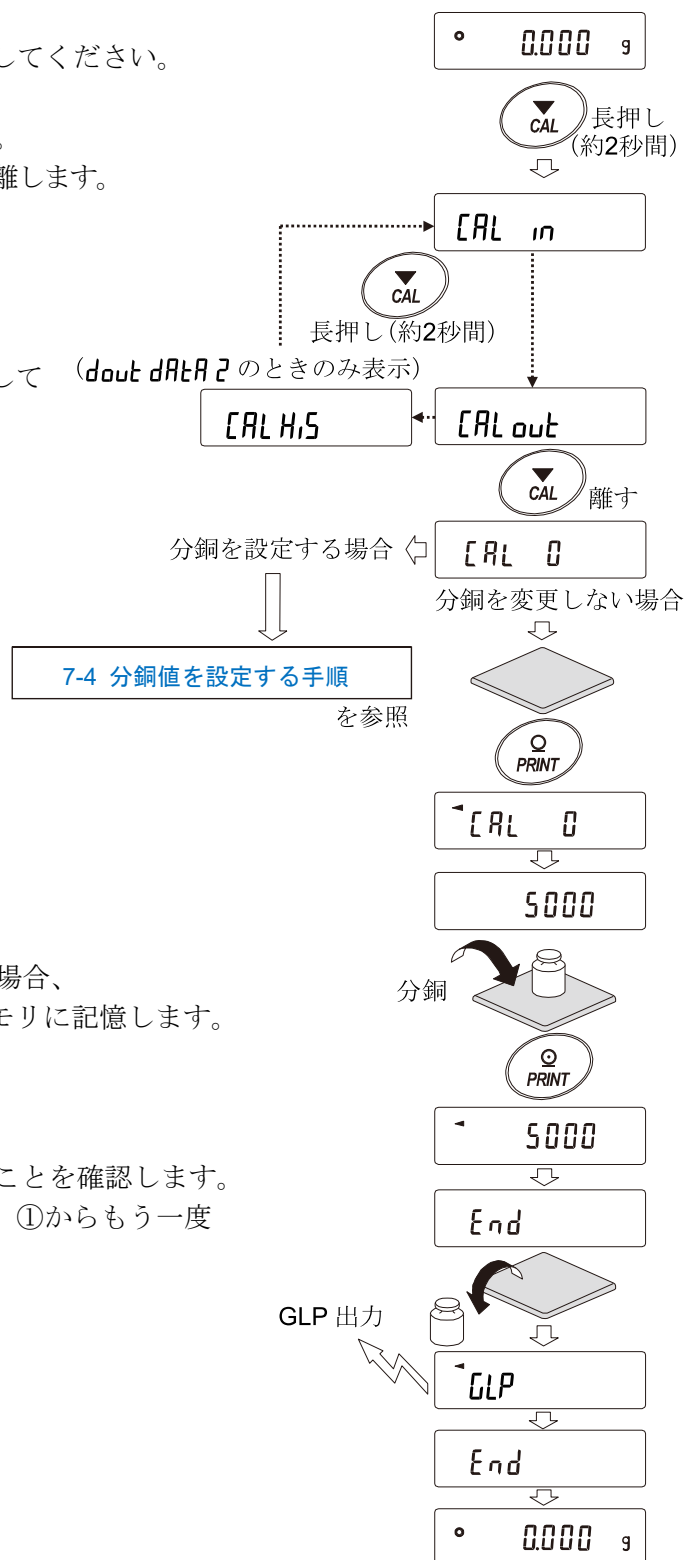 0.000 g
してください。
CAL
長押し
(約2秒間)
。
離します。
CAL in
CAL
長押し(約2秒間)
して
(dout dAtA 2 のときのみ表示)
CAL HiS
CAL out
CAL
離す
分銅を設定する場合
CAL 0
分銅を変更しない場合
7-4 分銅値を設定する手順
を参照
PRINT
CAL 0
5000
場合、
モリに記憶します。
分銅
PRINT
5000
ことを確認します。
①からもう一度
End
GLP 出力
GLP
End
0.000 g